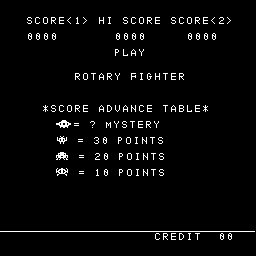 SCORE<1> HI SCORE SCORE<2>
0000 0000 0000
PLAY
ROTARY FIGHTER
*SCORE ADVANCE TABLE*
= ? MYSTERY
= 30 POINTS
= 20 POINTS
= 10 POINTS
CREDIT 00